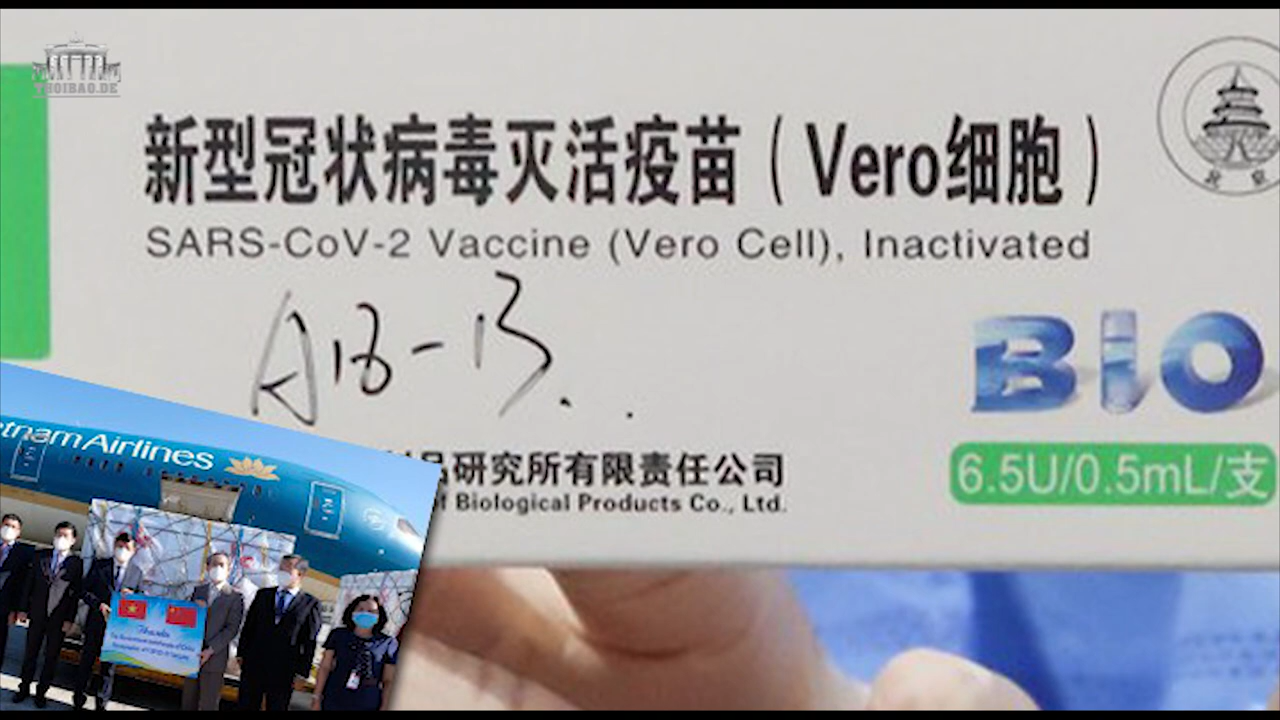 THOIBAO.DE
新型冠状病毒灭活疫苗(Vero细胞)
SARS-CoV-2 Vaccine (Vero Cell), Inactivated
BIO
6.5U/0.5mL/支
品研究所有限责任公司
of Biological Products Co., Ltd.
tnam Airlines
Thanks